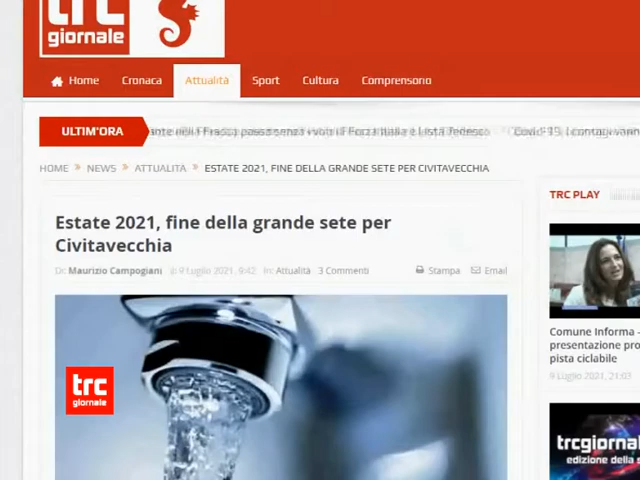 trc
giornale
Home Cronaca Attualità Sport Cultura Comprensorio
ULTIM'ORA
HOME » NEWS » ATTUALITA » ESTATE 2021, FINE DELLA GRANDE SETE PER CIVITAVECCHIA
TRC PLAY
Estate 2021, fine della grande sete per
Civitavecchia
Di: Maurizio Campogiani 9 Luglio 2021, 9:42 in: Attualità 3 Commenti Stampa Email
trc
giornale
Comune Informa -
presentazione pro
pista ciclabile
9 Luglio 2021, 21:03
trcgiornal
edizione della s